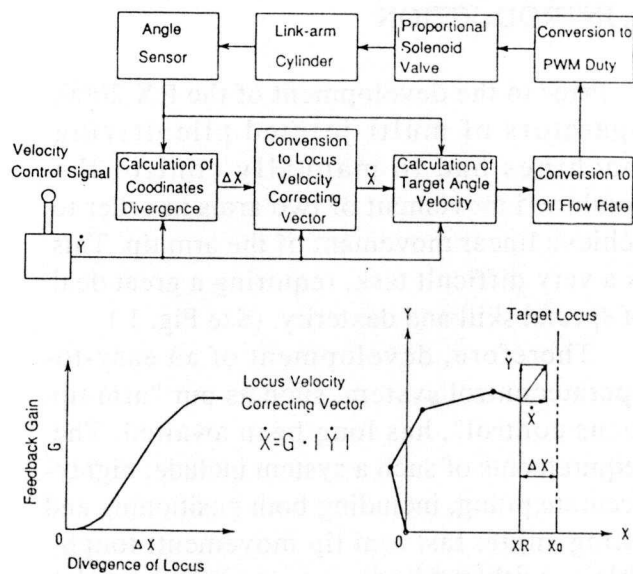 Angle
Sensor
Link-arm
Cylinder
Proportional
Solenoid
Valve
Conversion to
PWM Duty
Velocity
Control Signal
Calculation of
Coodinates
Divergence
ΔX
Convension
to Locus
Velocity
Correcting
Vector
Ẋ
Calculation of
Target Angle
Velocity
Conversion to
Oil Flow Rate
Ẏ
Feedback Gain
G
Locus Velocity
Correcting Vector
Ẋ=G·|Ẏ|
0
ΔX
Divergence of Locus
Y
Target Locus
Ẏ
Ẋ
ΔX
0
XR
X0
X